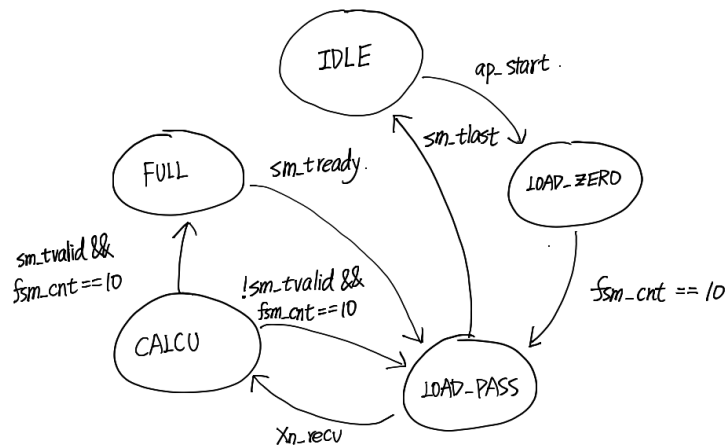 IDLE
ap_start.
sm_tlast
FULL
sm_tready.
LOAD_ZERO
sm_tvalid &&
fsm_cnt==10
!sm_tvalid &&
fsm_cnt==10
fsm_cnt == 10
CALCU
LOAD_PASS
Xn_recv